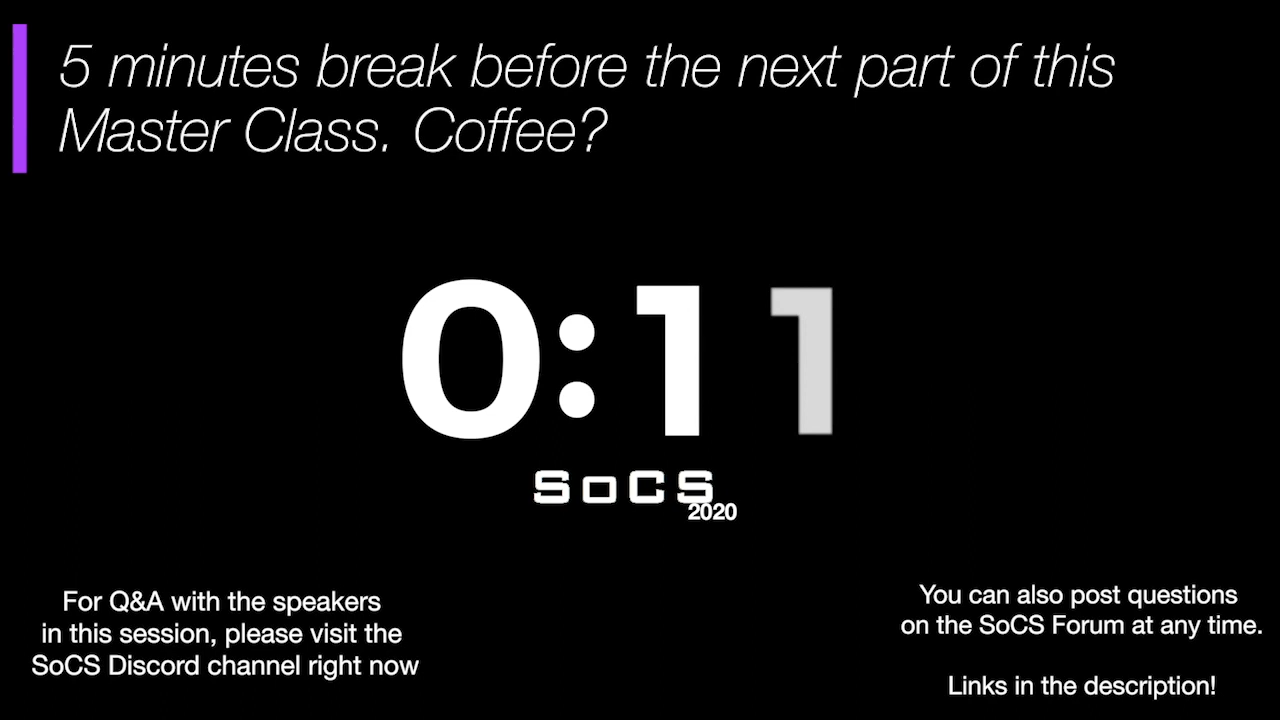 5 minutes break before the next part of this
Master Class. Coffee?
0:11
SoCS
2020
For Q&A with the speakers
in this session, please visit the
SoCS Discord channel right now
You can also post questions
on the SoCS Forum at any time.
Links in the description!